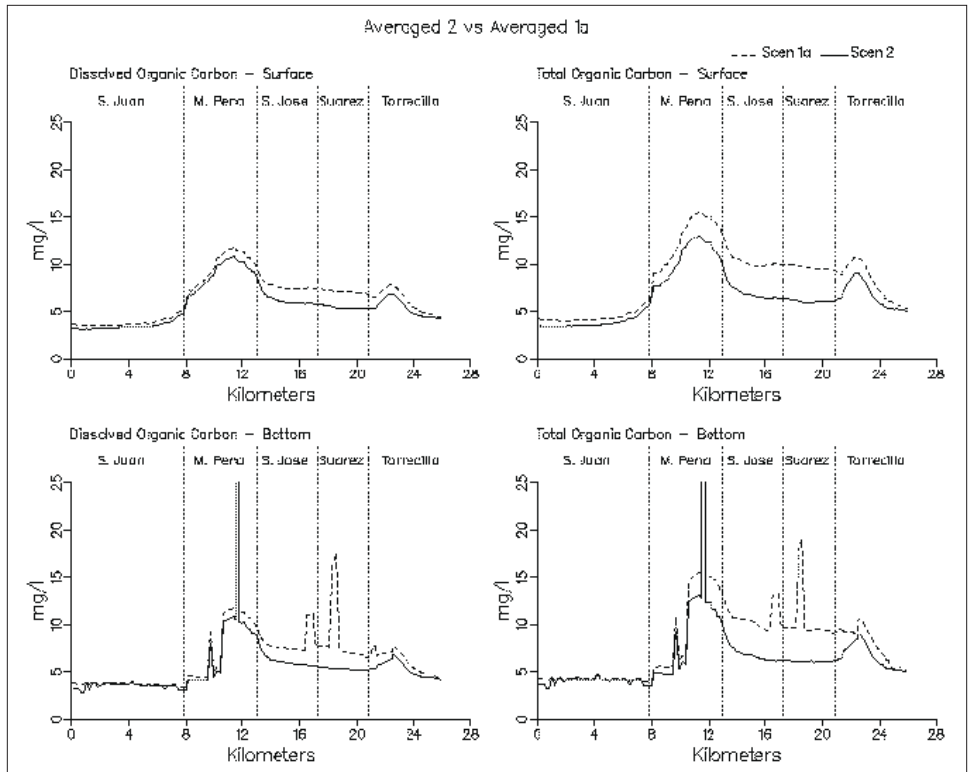 Averaged 2 vs Averaged 1a
Scen 1a Scen 2
Dissolved Organic Carbon – Surface
S. Juan M. Pena S. Jose Suarez Torrecilla
25
20
15
10
5
0
mg/l
0 4 8 12 16 20 24 28
Kilometers
Total Organic Carbon – Surface
S. Juan M. Pena S. Jose Suarez Torrecilla
25
20
15
10
5
0
mg/l
0 4 8 12 16 20 24 28
Kilometers
Dissolved Organic Carbon – Bottom
S. Juan M. Pena S. Jose Suarez Torrecilla
25
20
15
10
5
0
mg/l
0 4 8 12 16 20 24 28
Kilometers
Total Organic Carbon – Bottom
S. Juan M. Pena S. Jose Suarez Torrecilla
25
20
15
10
5
0
mg/l
0 4 8 12 16 20 24 28
Kilometers